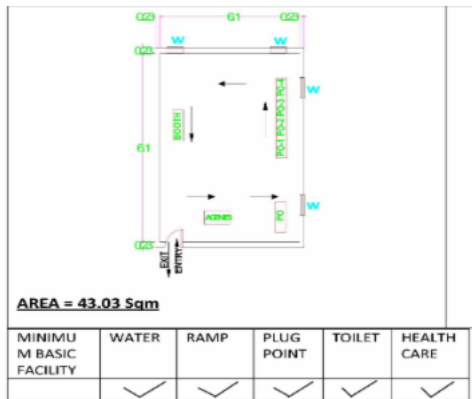 023 61 023
W W
023
W
PO-1 PO-2 PO-3 PO-4
BOOTH
61
W
AGENTS PO
023
EXIT
ENTRY
AREA = 43.03 Sqm
MINIMU WATER RAMP PLUG TOILET HEALTH
M BASIC POINT CARE
FACILITY